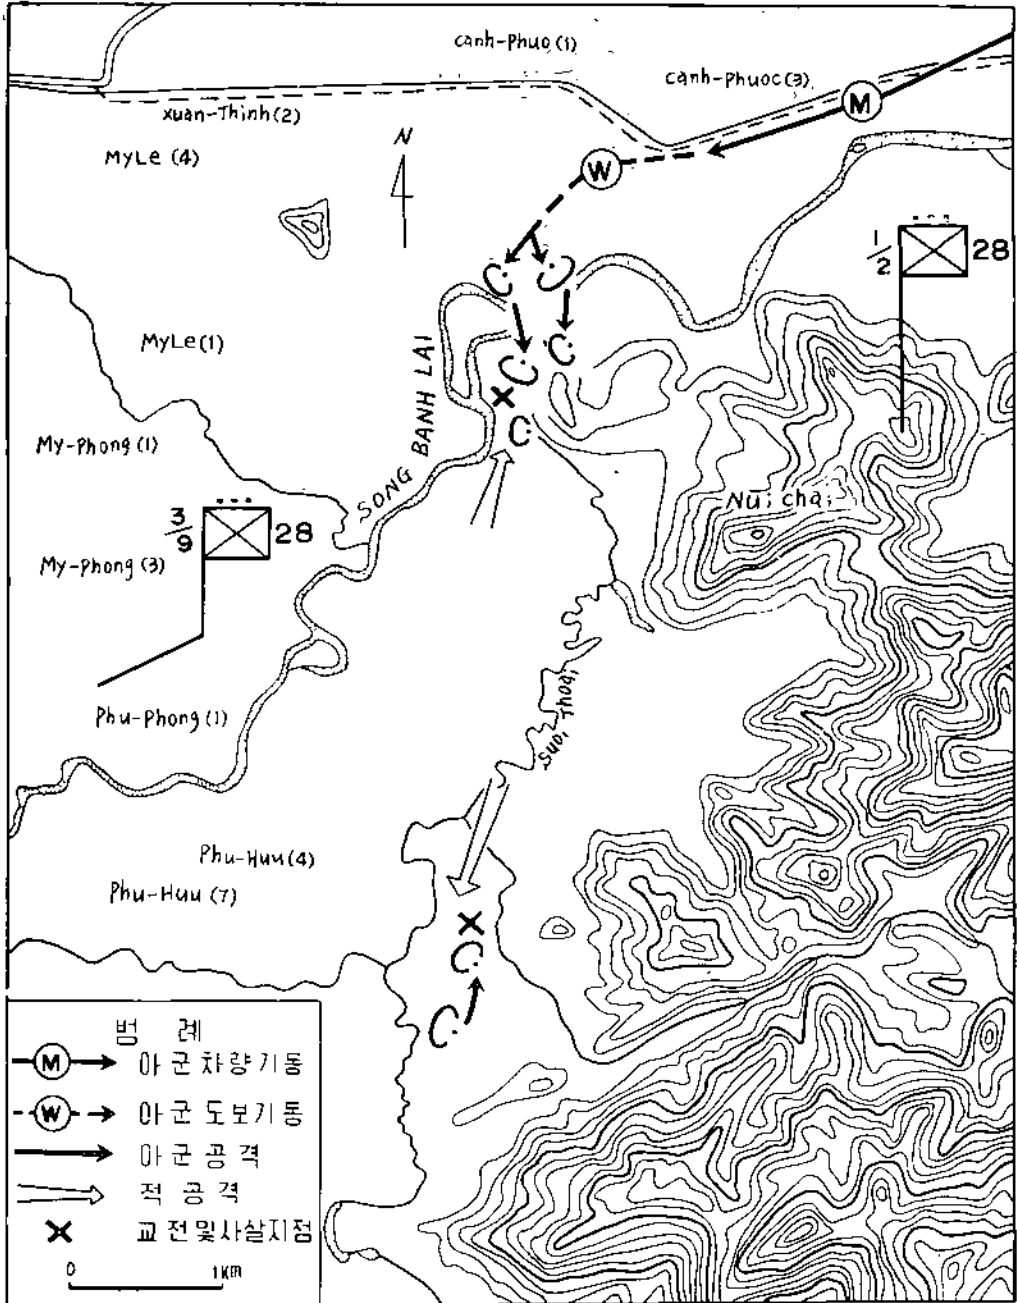 canh-Phuo (1)
canh-Phuoc (3)
M
xuan-Thinh (2)
MyLe (4)
N
W
1/2
28
MyLe (1)
SONG BANH LAI
My-Phong (1)
Nui chai
3/9
28
My-phong (3)
Phu-Phong (1)
Suoi Thoai
Phu-Huu (4)
Phu-Huu (7)
범 례
M 아군차량기동
W 아군도보기동
아군공격
적공격
교전및사살지점
0 1Km